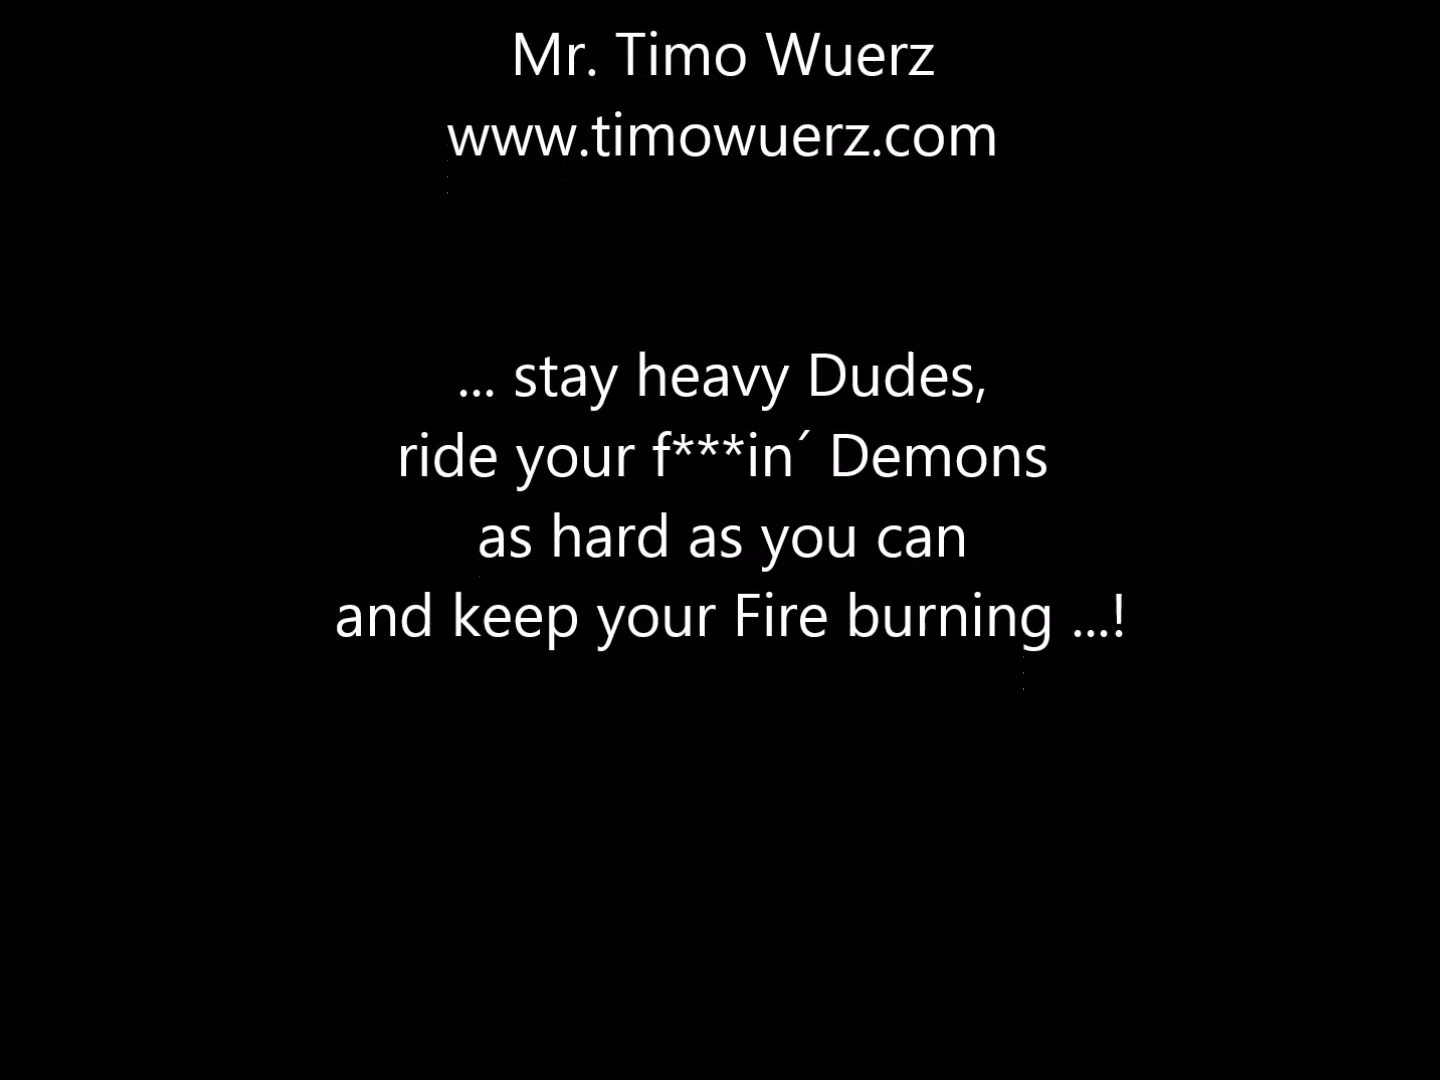 Mr. Timo Wuerz
www.timowuerz.com
... stay heavy Dudes,
ride your f***in´ Demons
as hard as you can
and keep your Fire burning ...!